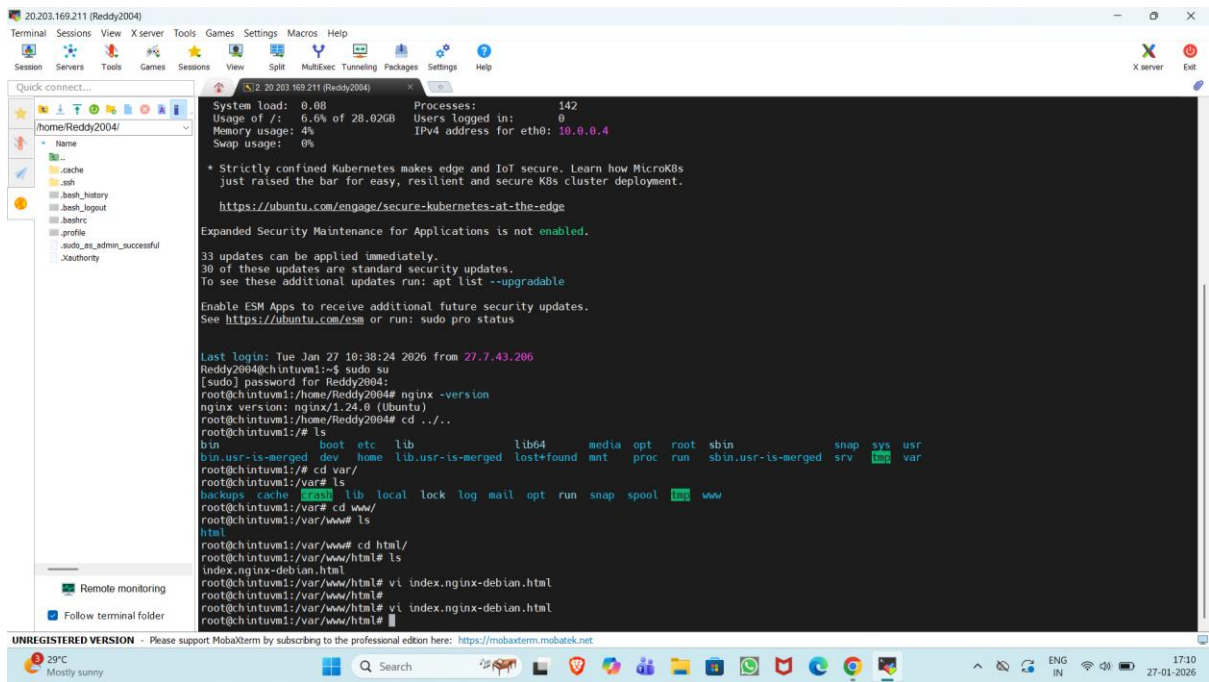 20.203.169.211 (Reddy2004)
Terminal Sessions View X server Tools Games Settings Macros Help
Session Servers Tools Games Sessions View Split MultiExec Tunneling Packages Settings Help X server Exit
Quick connect...
2. 20.203.169.211 (Reddy2004)
/home/Reddy2004/
Name
..
.cache
.ssh
.bash_history
.bash_logout
.bashrc
.profile
.sudo_as_admin_successful
.Xauthority
Remote monitoring
Follow terminal folder
System load: 0.08 Processes: 142
Usage of /: 6.6% of 28.02GB Users logged in: 0
Memory usage: 4% IPv4 address for eth0: 10.0.0.4
Swap usage: 0%
* Strictly confined Kubernetes makes edge and IoT secure. Learn how MicroK8s
just raised the bar for easy, resilient and secure K8s cluster deployment.
https://ubuntu.com/engage/secure-kubernetes-at-the-edge
Expanded Security Maintenance for Applications is not enabled.
33 updates can be applied immediately.
30 of these updates are standard security updates.
To see these additional updates run: apt list --upgradable
Enable ESM Apps to receive additional future security updates.
See https://ubuntu.com/esm or run: sudo pro status
Last login: Tue Jan 27 10:38:24 2026 from 27.7.43.206
Reddy2004@chintuvm1:~$ sudo su
[sudo] password for Reddy2004:
root@chintuvm1:/home/Reddy2004# nginx -version
nginx version: nginx/1.24.0 (Ubuntu)
root@chintuvm1:/home/Reddy2004# cd ../..
root@chintuvm1:/# ls
bin boot etc lib lib64 media opt root sbin snap sys usr
bin.usr-is-merged dev home lib.usr-is-merged lost+found mnt proc run sbin.usr-is-merged srv tmp var
root@chintuvm1:/# cd var/
root@chintuvm1:/var# ls
backups cache crash lib local lock log mail opt run snap spool tmp www
root@chintuvm1:/var# cd www/
root@chintuvm1:/var/www# ls
html
root@chintuvm1:/var/www# cd html/
root@chintuvm1:/var/www/html# ls
index.nginx-debian.html
root@chintuvm1:/var/www/html# vi index.nginx-debian.html
root@chintuvm1:/var/www/html#
root@chintuvm1:/var/www/html# vi index.nginx-debian.html
root@chintuvm1:/var/www/html#
UNREGISTERED VERSION - Please support MobaXterm by subscribing to the professional edition here: https://mobaxterm.mobatek.net
3
29°C
Mostly sunny
Search
ENG
IN
17:10
27-01-2026